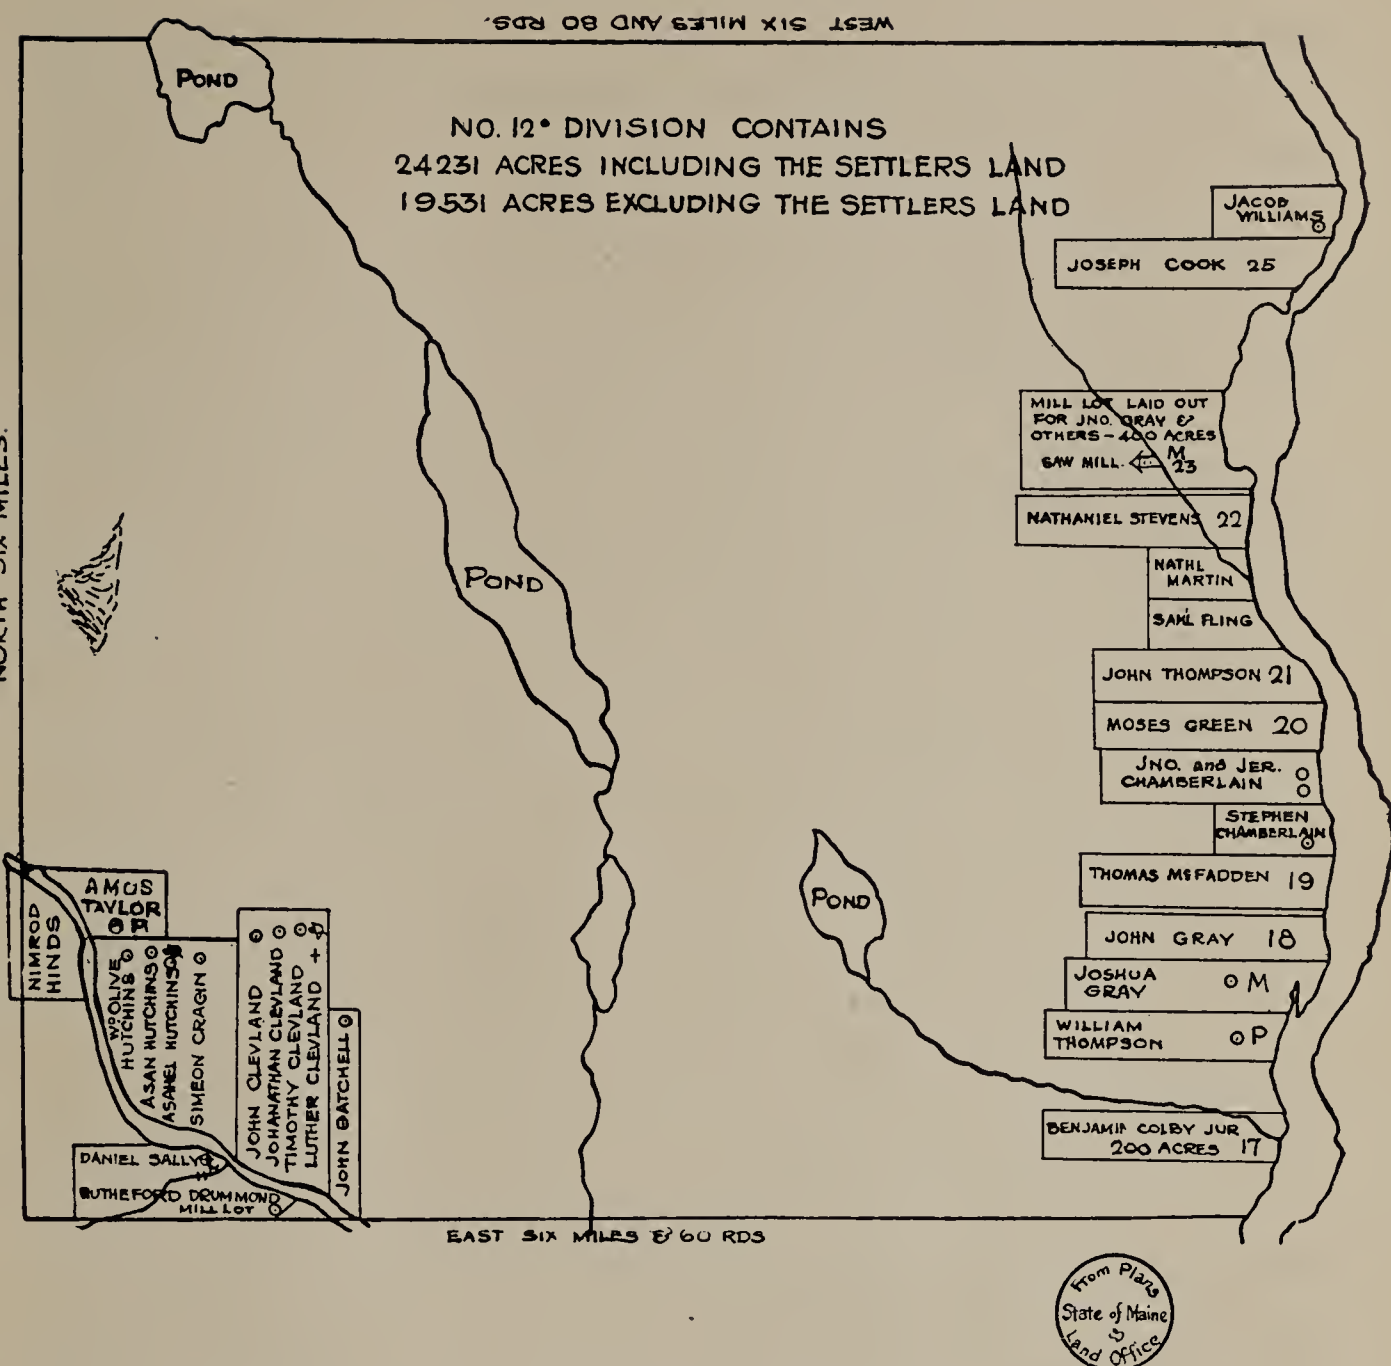 WEST SIX MILES AND 80 RDS.
POND
NO. 12° DIVISION CONTAINS
24231 ACRES INCLUDING THE SETTLERS LAND
19531 ACRES EXCLUDING THE SETTLERS LAND
JACOB
WILLIAMS
JOSEPH COOK 25
MILL LOT LAID OUT
FOR JNO. GRAY &
OTHERS - 400 ACRES
SAW MILL. M
23
NATHANIEL STEVENS 22
NATHL
MARTIN
POND
SAML FLING
NORTH SIX MILES.
JOHN THOMPSON 21
MOSES GREEN 20
JNO. and JER.
CHAMBERLAIN
STEPHEN
CHAMBERLAIN
THOMAS McFADDEN 19
POND
JOHN GRAY 18
JOSHUA
GRAY M
WILLIAM
THOMPSON P
BENJAMIN COLBY JUR
200 ACRES 17
AMOS
TAYLOR
P
NIMROD
HINDS
WD OLIVE
HUTCHINS
ASAN HUTCHINS
ASAHEL HUTCHINS
SIMEON CRAGIN
JOHN CLEVLAND
JOHANATHAN CLEVLAND
TIMOTHY CLEVLAND
LUTHER CLEVLAND +
JOHN BATCHELL
DANIEL SALLY
RUTHEFORD DRUMMOND
MILL LOT
EAST SIX MILES & 60 RDS
From Plans
State of Maine
Land Office